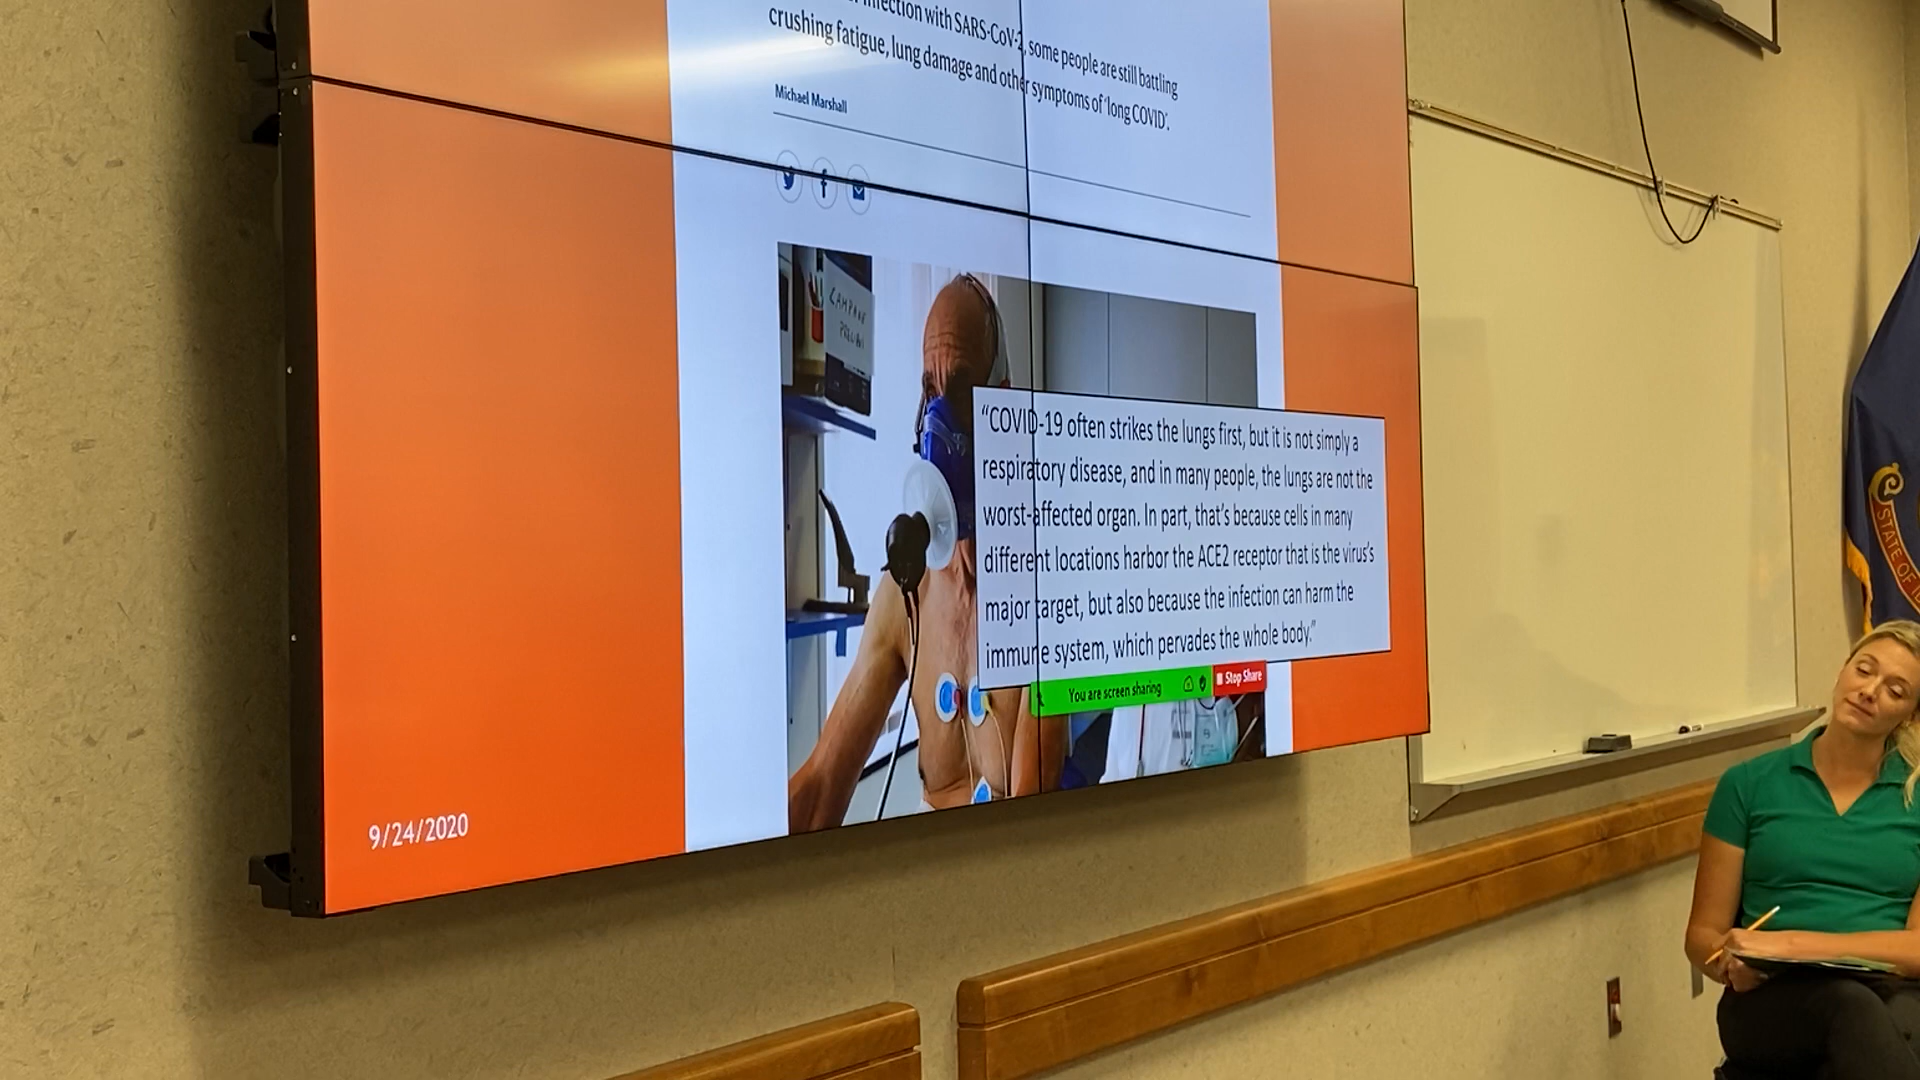 infection with SARS-CoV-2, some people are still battling
crushing fatigue, lung damage and other symptoms of 'long COVID'.
Michael Marshall
CAMPANE
“COVID-19 often strikes the lungs first, but it is not simply a
respiratory disease, and in many people, the lungs are not the
worst-affected organ. In part, that’s because cells in many
different locations harbor the ACE2 receptor that is the virus’s
major target, but also because the infection can harm the
immune system, which pervades the whole body.”
You are screen sharing
Stop Share
9/24/2020
STATE OF